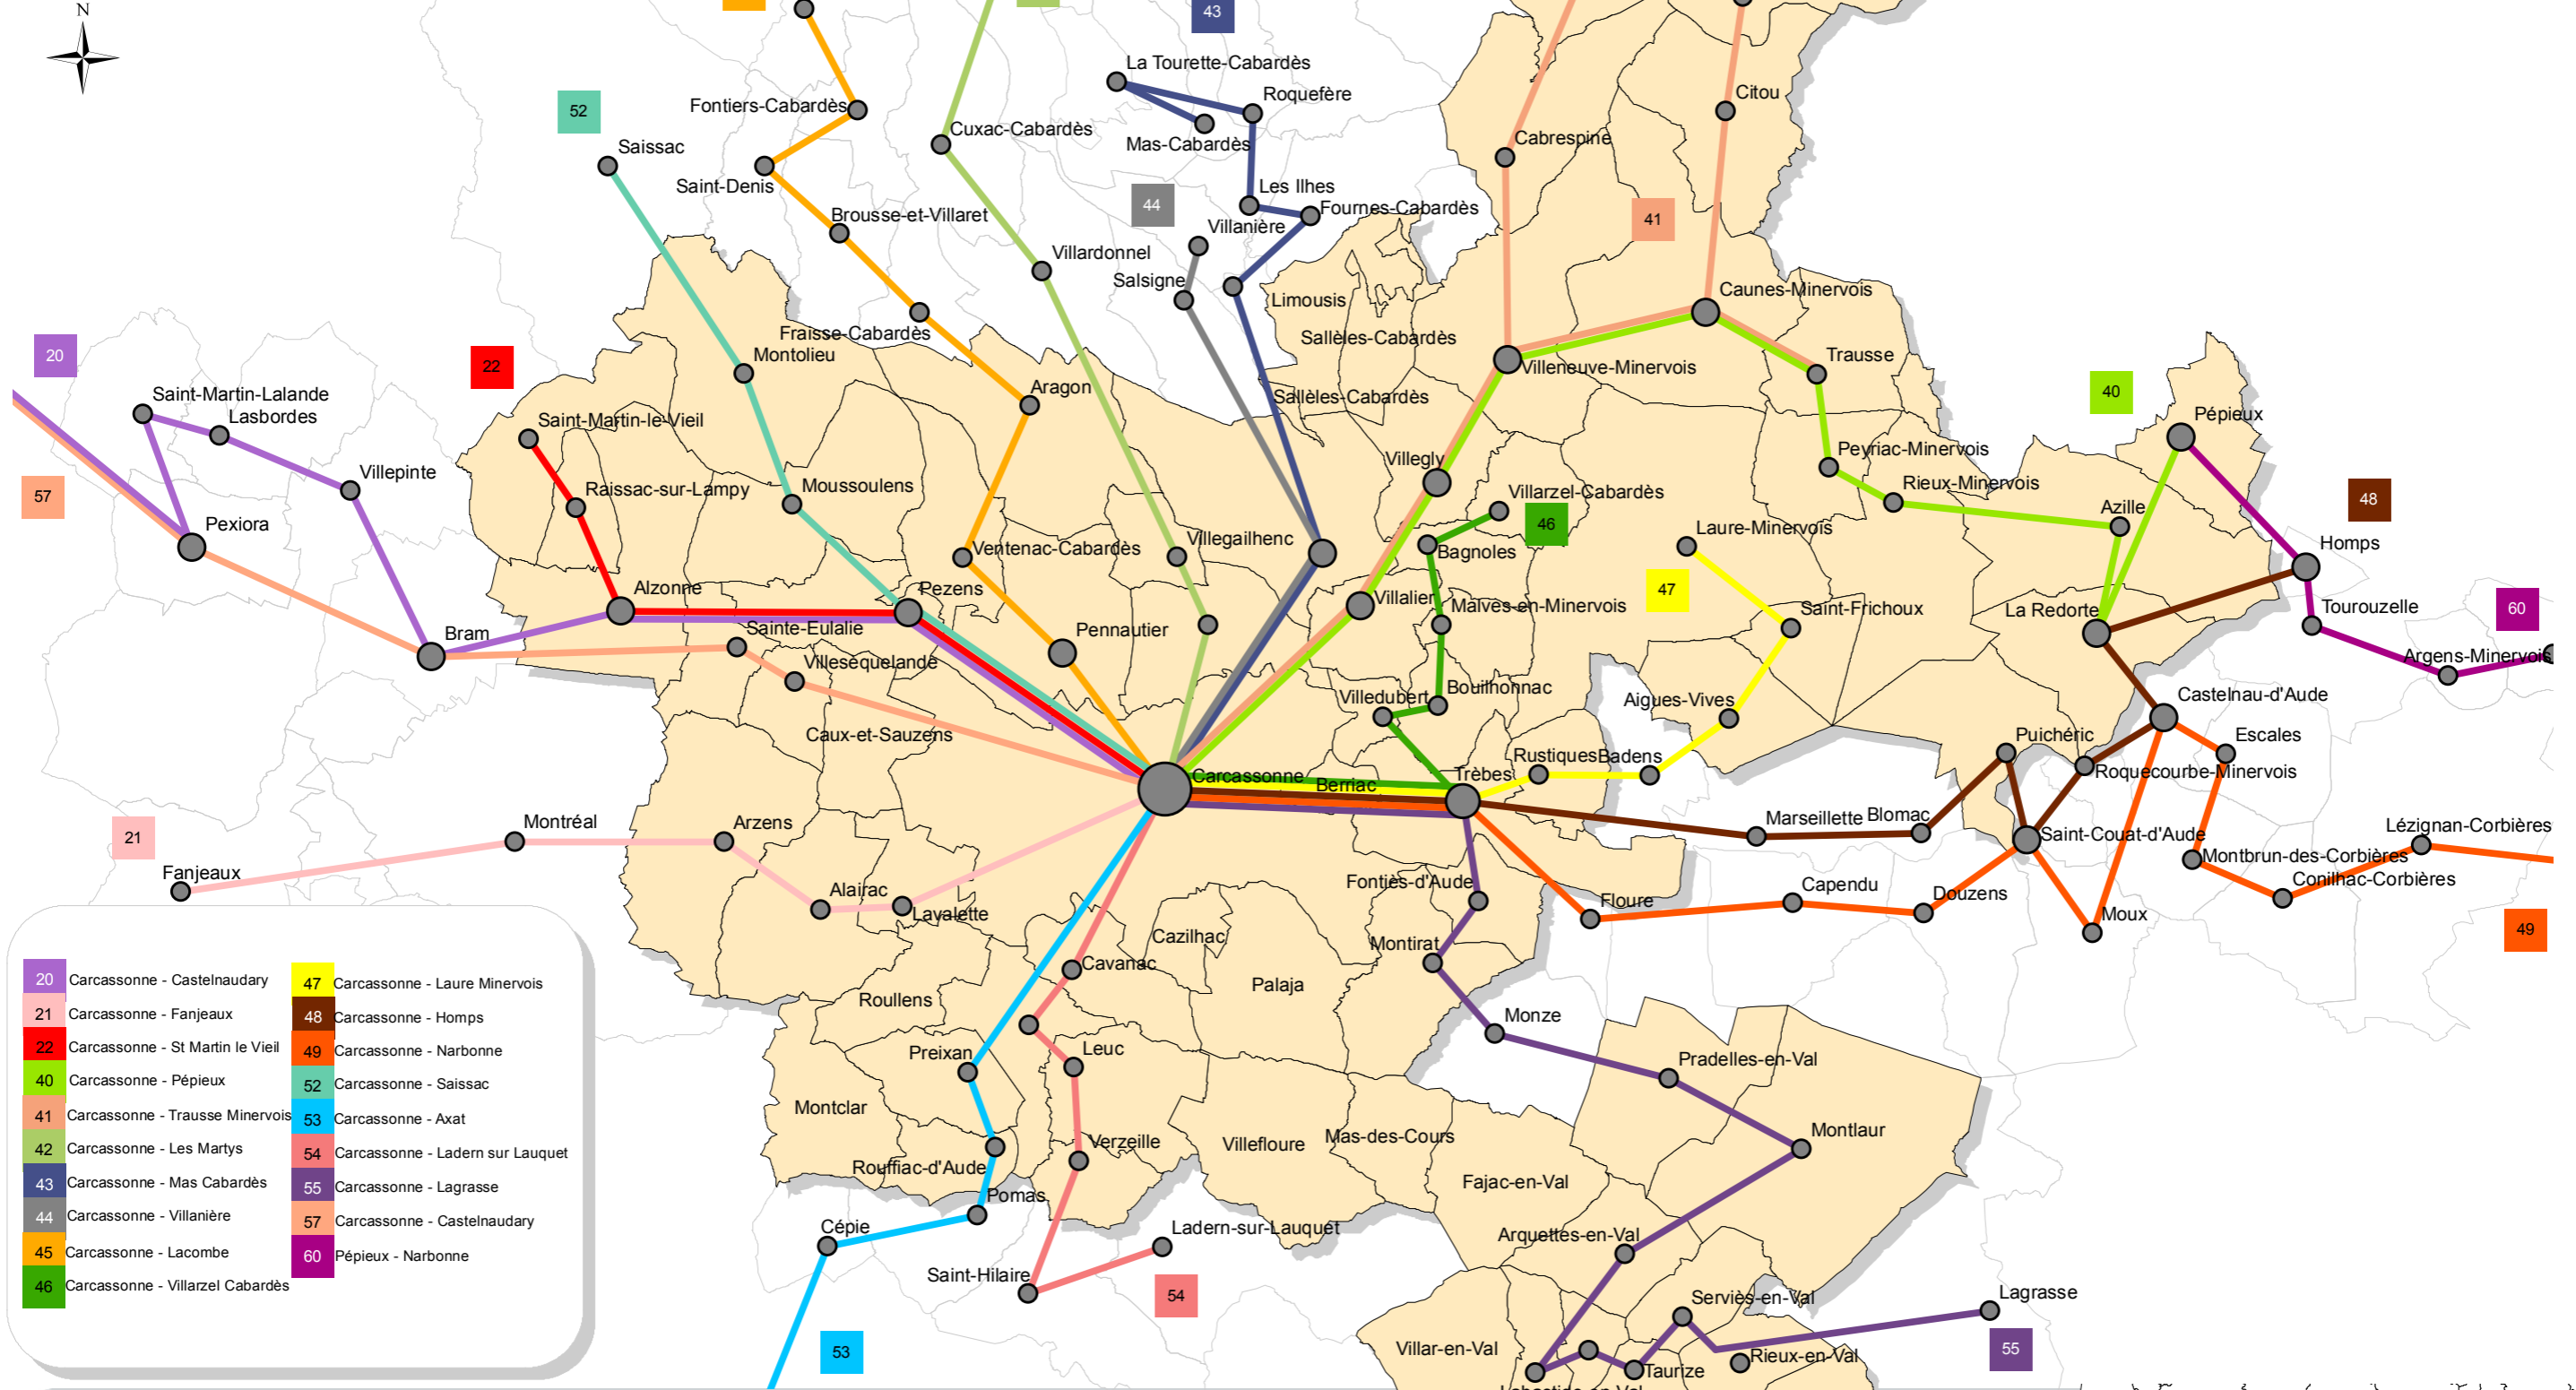 N
43
La Tourette-Cabardès
Roquefère
Mas-Cabardès
Fontiers-Cabardès
52
Saissac
Saint-Denis
Cuxac-Cabardès
Citou
Cabrespine
Les Ilhes
44
Fournes-Cabardès
Brousse-et-Villaret
Villanière
41
Villardonnel
Salsigne
Limousis
Caunes-Minervois
Fraisse-Cabardès
Sallèles-Cabardès
20
22
Montolieu
Trausse
Villeneuve-Minervois
Saint-Martin-Lalande
Lasbordes
Aragon
Sallèles-Cabardès
40
Pépieux
Saint-Martin-le-Vieil
Villepinte
Villegly
Peyriac-Minervois
57
Raissac-sur-Lampy
Moussoulens
Villarzel-Cabardès
Rieux-Minervois
48
Pexiora
46
Laure-Minervois
Azille
Ventenac-Cabardès
Villegailhenc
Bagnoles
Homps
Alzonne
Pezens
47
Villalier
Malves-en-Minervois
Saint-Frichoux
La Redorte
Tourouzelle
60
Bram
Sainte-Eulalie
Pennautier
Villesèquelande
Argens-Minervois
Villedubert
Bouilhonnac
Aigues-Vives
Castelnau-d'Aude
Caux-et-Sauzens
Puichéric
Escales
Rustiques
Badens
Carcassonne
Berriac
Trèbes
Roquecourbe-Minervois
21
Montréal
Arzens
Marseillette
Blomac
Saint-Couat-d'Aude
Lézignan-Corbières
Fanjeaux
Montbrun-des-Corbières
Alairac
Lavalette
Fontiès-d'Aude
Capendu
Douzens
Conilhac-Corbières
Floure
Moux
49
Cazilhac
Montirat
Cavanac
Palaja
Roullens
Monze
Preixan
Leuc
Pradelles-en-Val
Montclar
Montlaur
Verzeille
Villefloure
Mas-des-Cours
Rouffiac-d'Aude
Fajac-en-Val
Pomas
Cépie
Ladern-sur-Lauquet
Arquettes-en-Val
Saint-Hilaire
54
Serviès-en-Val
Lagrasse
53
Villar-en-Val
Taurize
Rieux-en-Val
55
20 Carcassonne - Castelnaudary
21 Carcassonne - Fanjeaux
22 Carcassonne - St Martin le Vieil
40 Carcassonne - Pépieux
41 Carcassonne - Trausse Minervois
42 Carcassonne - Les Martys
43 Carcassonne - Mas Cabardès
44 Carcassonne - Villanière
45 Carcassonne - Lacombe
46 Carcassonne - Villarzel Cabardès
47 Carcassonne - Laure Minervois
48 Carcassonne - Homps
49 Carcassonne - Narbonne
52 Carcassonne - Saissac
53 Carcassonne - Axat
54 Carcassonne - Ladern sur Lauquet
55 Carcassonne - Lagrasse
57 Carcassonne - Castelnaudary
60 Pépieux - Narbonne